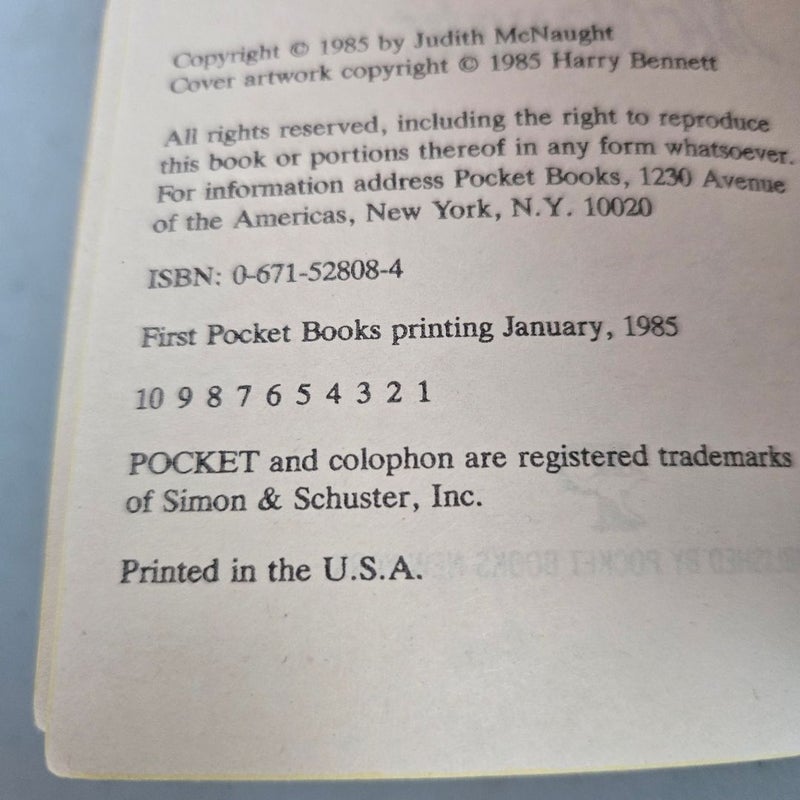 Copyright © 1985 by Judith McNaught
Cover artwork copyright © 1985 Harry Bennett
All rights reserved, including the right to reproduce
this book or portions thereof in any form whatsoever.
For information address Pocket Books, 1230 Avenue
of the Americas, New York, N.Y. 10020
ISBN: 0-671-52808-4
First Pocket Books printing January, 1985
10 9 8 7 6 5 4 3 2 1
POCKET and colophon are registered trademarks
of Simon & Schuster, Inc.
Printed in the U.S.A.